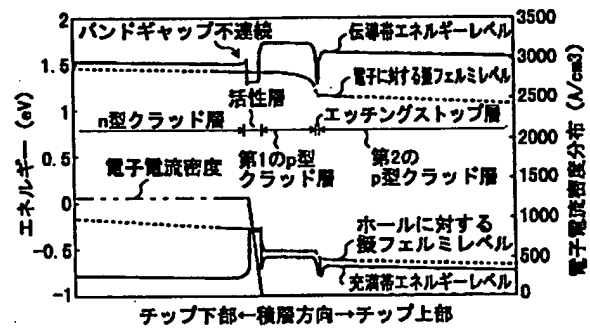 2
1.5
1
0.5
0
-0.5
-1
エネルギー (eV)
3500
3000
2500
2000
1500
1000
500
0
電子電流密度分布 (A/cm3)
バンドギャップ不連続
伝導帯エネルギーレベル
電子に対する擬フェルミレベル
活性層
n型クラッド層
エッチングストップ層
電子電流密度
第1のp型
クラッド層
第2の
p型クラッド層
ホールに対する
擬フェルミレベル
充満帯エネルギーレベル
チップ下部←積層方向→チップ上部